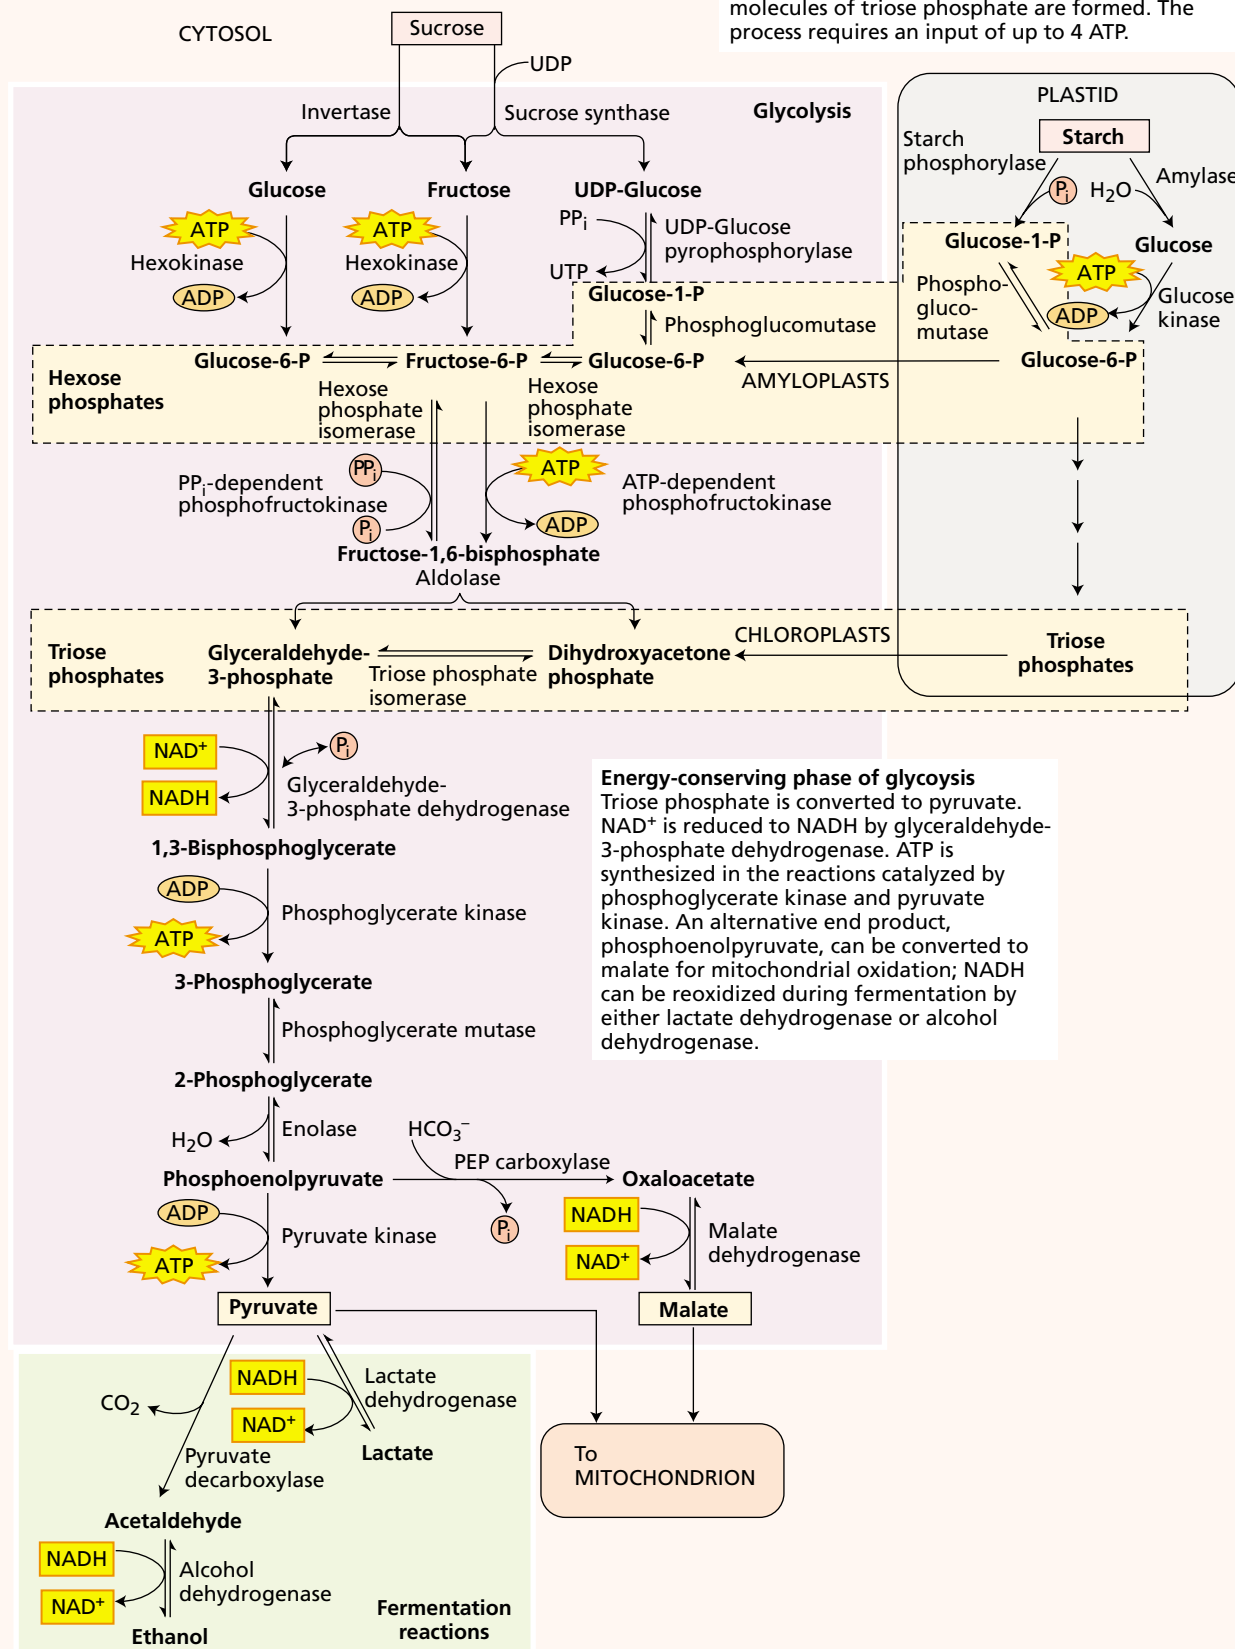 molecules of triose phosphate are formed. The
process requires an input of up to 4 ATP.
CYTOSOL
Sucrose
UDP
Invertase
Sucrose synthase
Glycolysis
Glucose
Fructose
UDP-Glucose
ATP
Hexokinase
ADP
ATP
Hexokinase
ADP
PPi
UTP
UDP-Glucose
pyrophosphorylase
Glucose-1-P
Phosphoglucomutase
PLASTID
Starch
Starch
phosphorylase
Pi
H2O
Amylase
Glucose-1-P
Glucose
Phospho-
gluco-
mutase
ATP
ADP
Glucose
kinase
Hexose
phosphates
Glucose-6-P
Fructose-6-P
Glucose-6-P
AMYLOPLASTS
Glucose-6-P
Hexose
phosphate
isomerase
Hexose
phosphate
isomerase
PPi-dependent
phosphofructokinase
PPi
Pi
ATP
ADP
ATP-dependent
phosphofructokinase
Fructose-1,6-bisphosphate
Aldolase
Triose
phosphates
Glyceraldehyde-
3-phosphate
Triose phosphate
isomerase
Dihydroxyacetone
phosphate
CHLOROPLASTS
Triose
phosphates
NAD+
NADH
Pi
Glyceraldehyde-
3-phosphate dehydrogenase
Energy-conserving phase of glycoysis
Triose phosphate is converted to pyruvate.
NAD+ is reduced to NADH by glyceraldehyde-
3-phosphate dehydrogenase. ATP is
synthesized in the reactions catalyzed by
phosphoglycerate kinase and pyruvate
kinase. An alternative end product,
phosphoenolpyruvate, can be converted to
malate for mitochondrial oxidation; NADH
can be reoxidized during fermentation by
either lactate dehydrogenase or alcohol
dehydrogenase.
1,3-Bisphosphoglycerate
ADP
ATP
Phosphoglycerate kinase
3-Phosphoglycerate
Phosphoglycerate mutase
2-Phosphoglycerate
H2O
Enolase
HCO3−
PEP carboxylase
Phosphoenolpyruvate
Oxaloacetate
Pi
ADP
ATP
Pyruvate kinase
NADH
NAD+
Malate
dehydrogenase
Pyruvate
Malate
CO2
NADH
NAD+
Lactate
dehydrogenase
Lactate
Pyruvate
decarboxylase
To
MITOCHONDRION
Acetaldehyde
NADH
NAD+
Alcohol
dehydrogenase
Ethanol
Fermentation
reactions